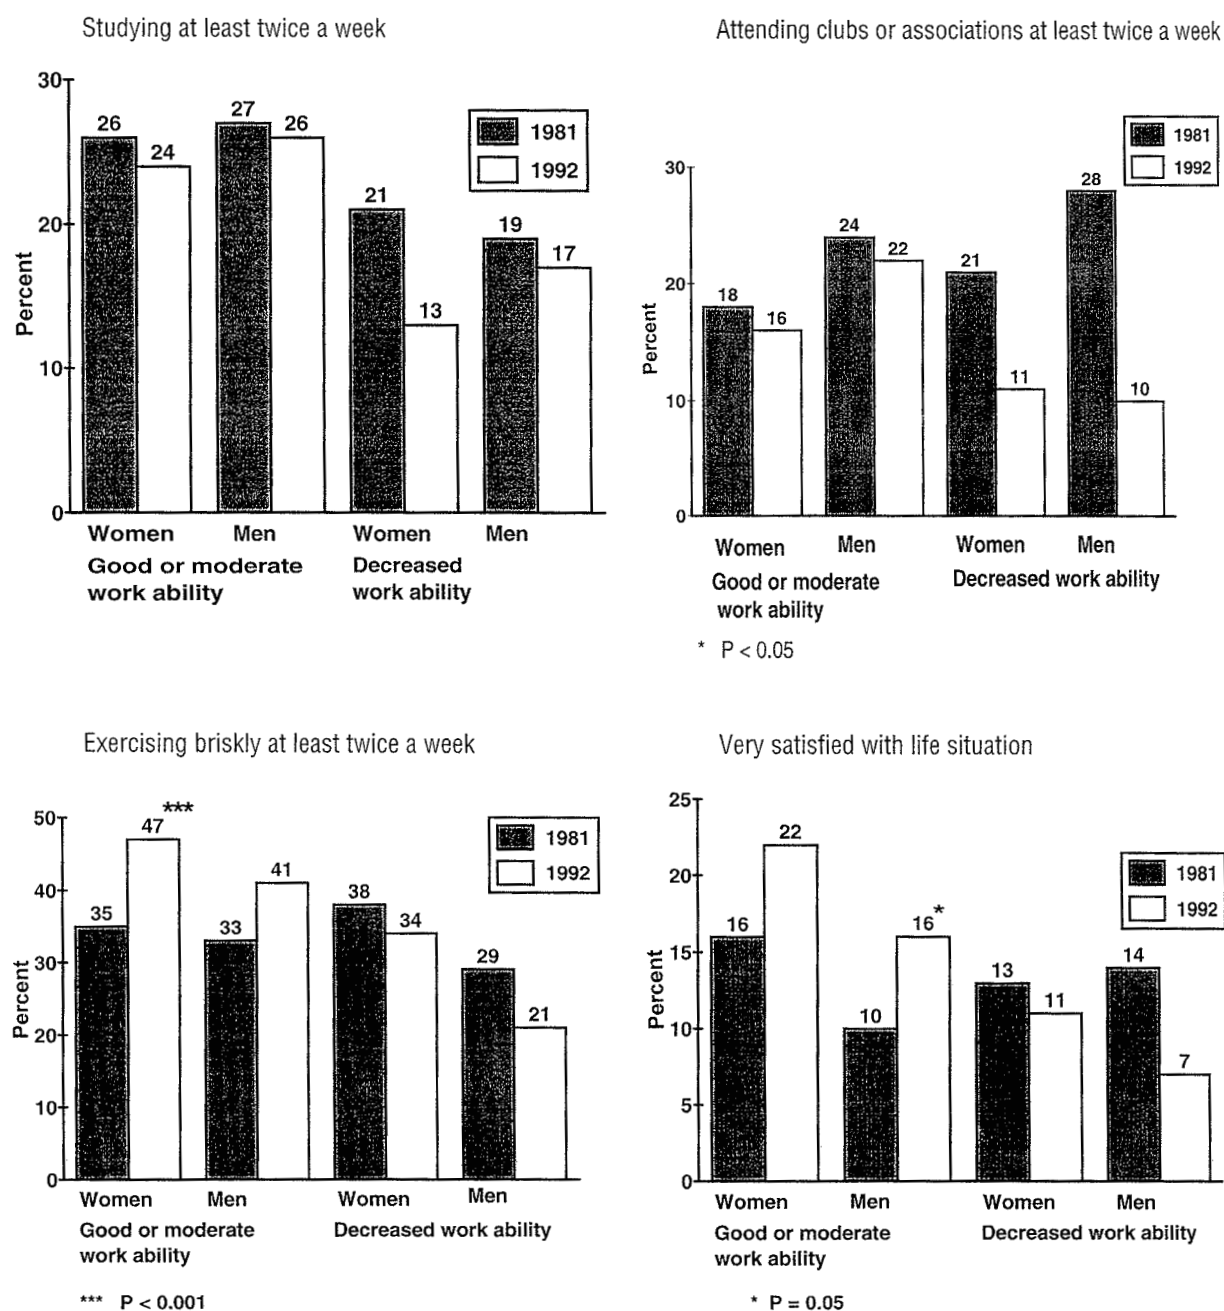 Studying at least twice a week
30
20
10
0
Percent
26
24
27
26
21
13
19
17
1981
1992
Women
Men
Women
Men
Good or moderate
work ability
Decreased
work ability
Attending clubs or associations at least twice a week
30
20
10
0
Percent
18
16
24
22
21
11
28
10
1981
1992
Women
Men
Women
Men
Good or moderate
work ability
Decreased work ability
* P < 0.05
Exercising briskly at least twice a week
50
40
30
20
10
0
Percent
35
47***
33
41
38
34
29
21
1981
1992
Women
Men
Women
Men
Good or moderate
work ability
Decreased work ability
*** P < 0.001
Very satisfied with life situation
25
20
15
10
5
0
Percent
16
22
10
16*
13
11
14
7
1981
1992
Women
Men
Women
Men
Good or moderate
work ability
Decreased work ability
* P = 0.05